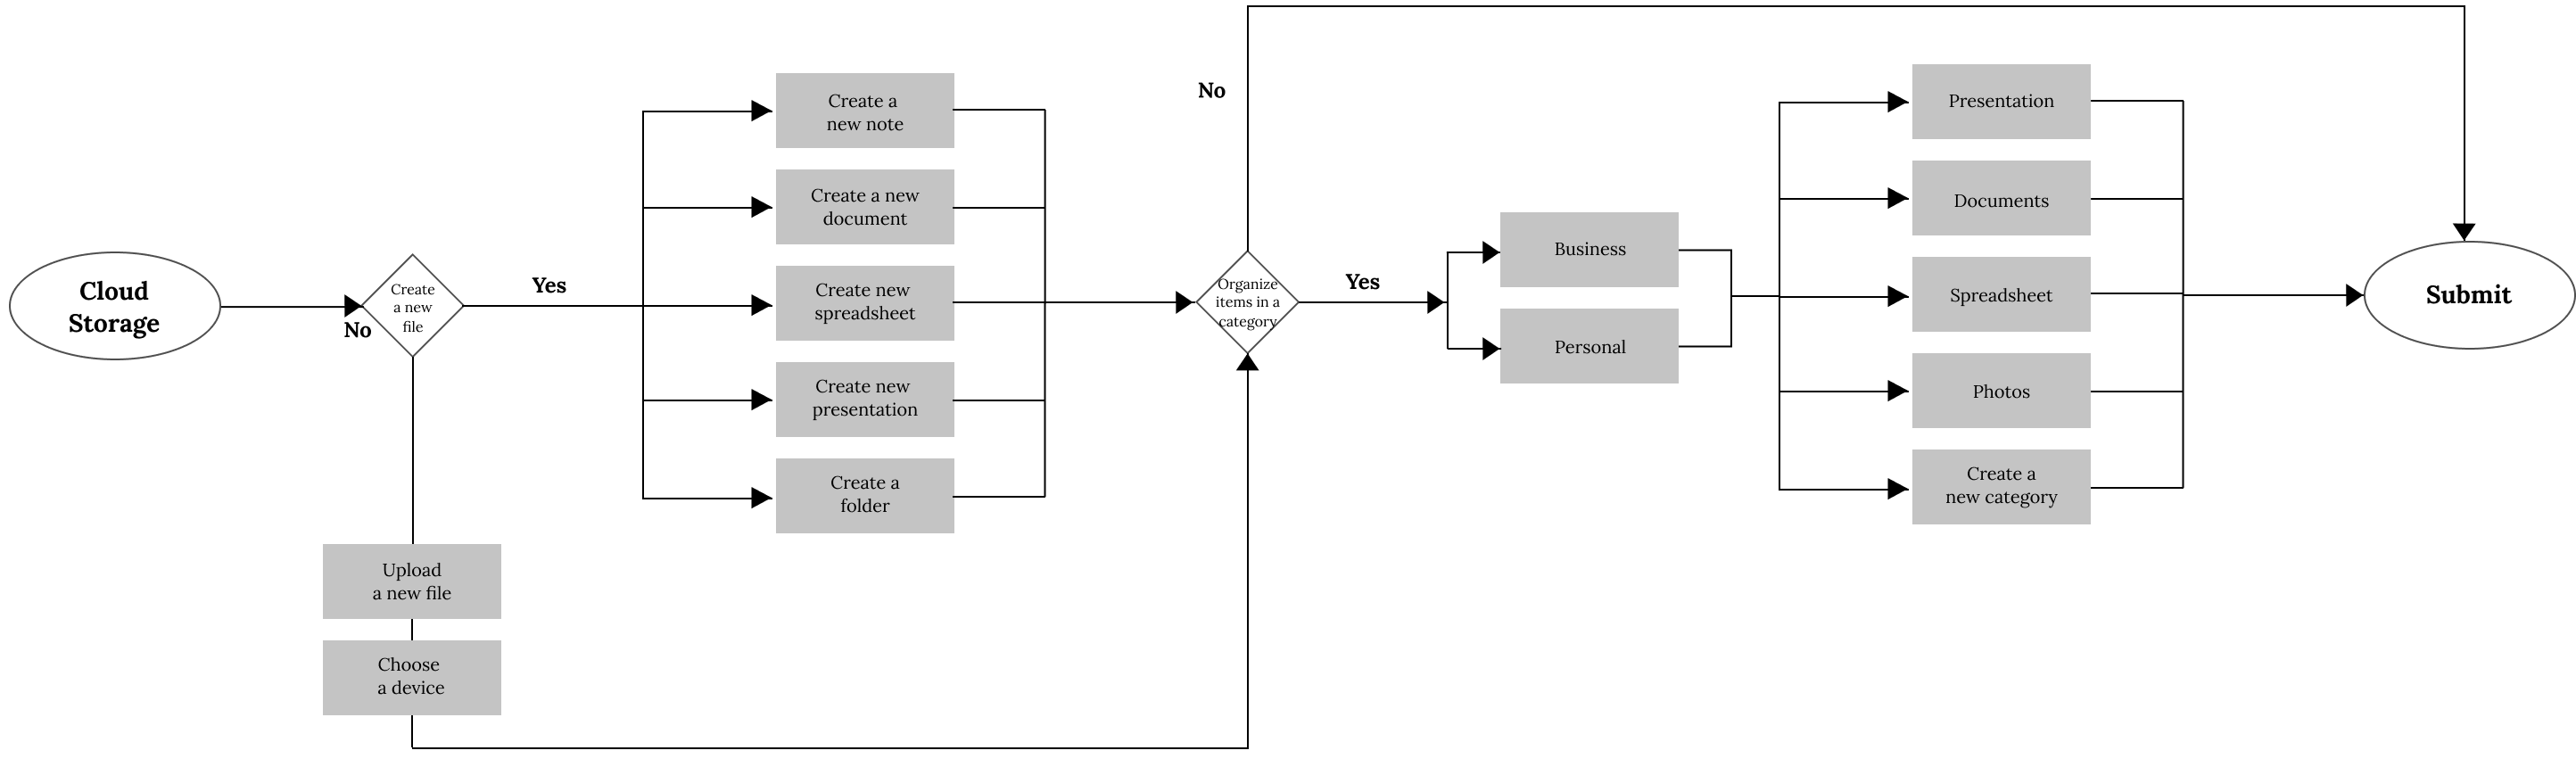 Cloud
Storage
No
Create
a new
file
Yes
Upload
a new file
Choose
a device
Create a
new note
Create a new
document
Create new
spreadsheet
Create new
presentation
Create a
folder
No
Organize
items in a
category
Yes
Business
Personal
Presentation
Documents
Spreadsheet
Photos
Create a
new category
Submit